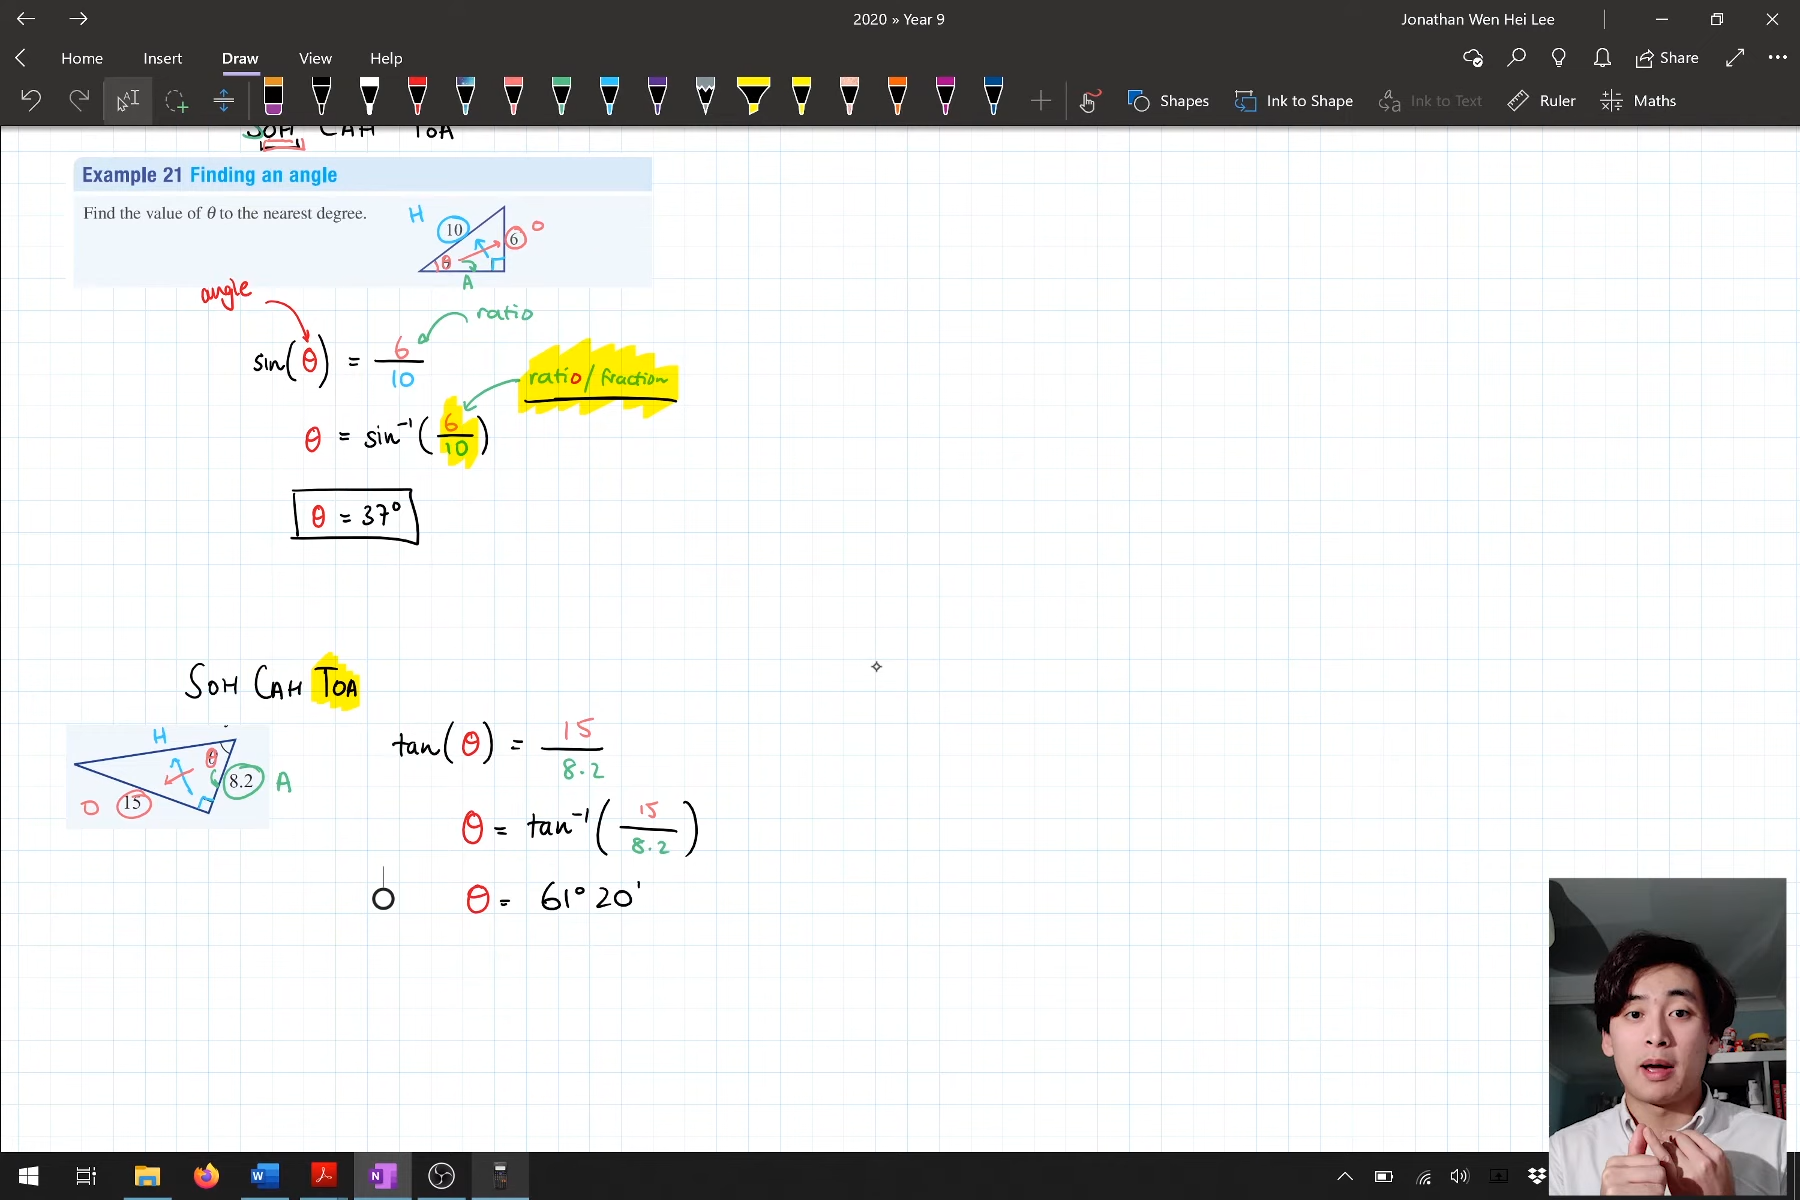 2020 » Year 9
Jonathan Wen Hei Lee
Home Insert Draw View Help
Share
Shapes Ink to Shape Ink to Text Ruler Maths
SOH CAH TOA
Example 21 Finding an angle
Find the value of θ to the nearest degree.
H 10 6 O
θ
A
angle
ratio
sin(θ) = 6/10
ratio/fraction
θ = sin⁻¹(6/10)
θ = 37°
SOH CAH TOA
H θ
8.2 A
O 15
tan(θ) = 15/8.2
θ = tan⁻¹(15/8.2)
θ = 61° 20'